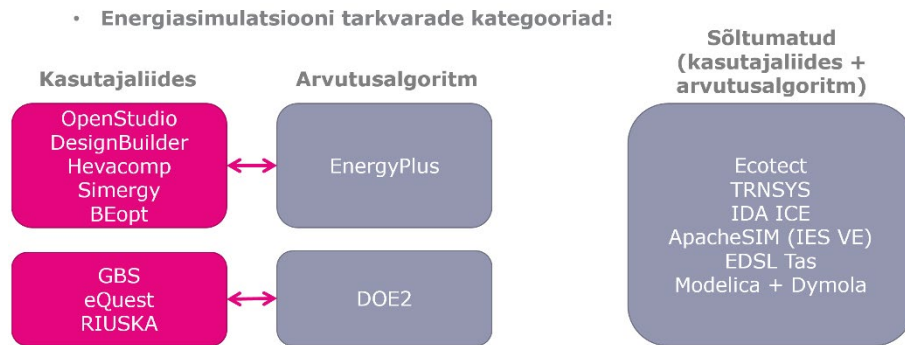 • Energiasimulatsiooni tarkvarade kategooriad:
Kasutajaliides
OpenStudio
DesignBuilder
Hevacomp
Simergy
BEopt
GBS
eQuest
RIUSKA
Arvutusalgoritm
EnergyPlus
DOE2
Sõltumatud
(kasutajaliides +
arvutusalgoritm)
Ecotect
TRNSYS
IDA ICE
ApacheSIM (IES VE)
EDSL Tas
Modelica + Dymola